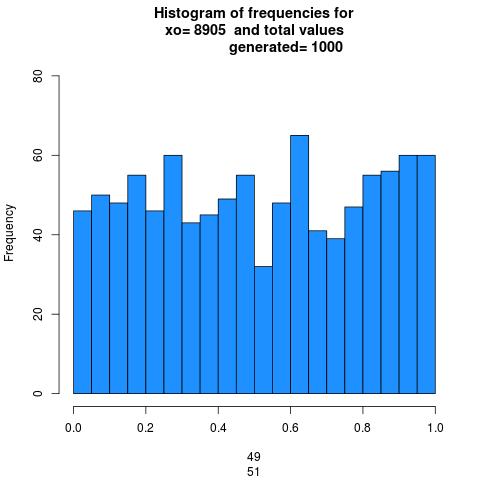 Histogram of frequencies for
xo= 8905 and total values
generated= 1000
Frequency
80
60
40
20
0
0.0 0.2 0.4 0.6 0.8 1.0
49
51